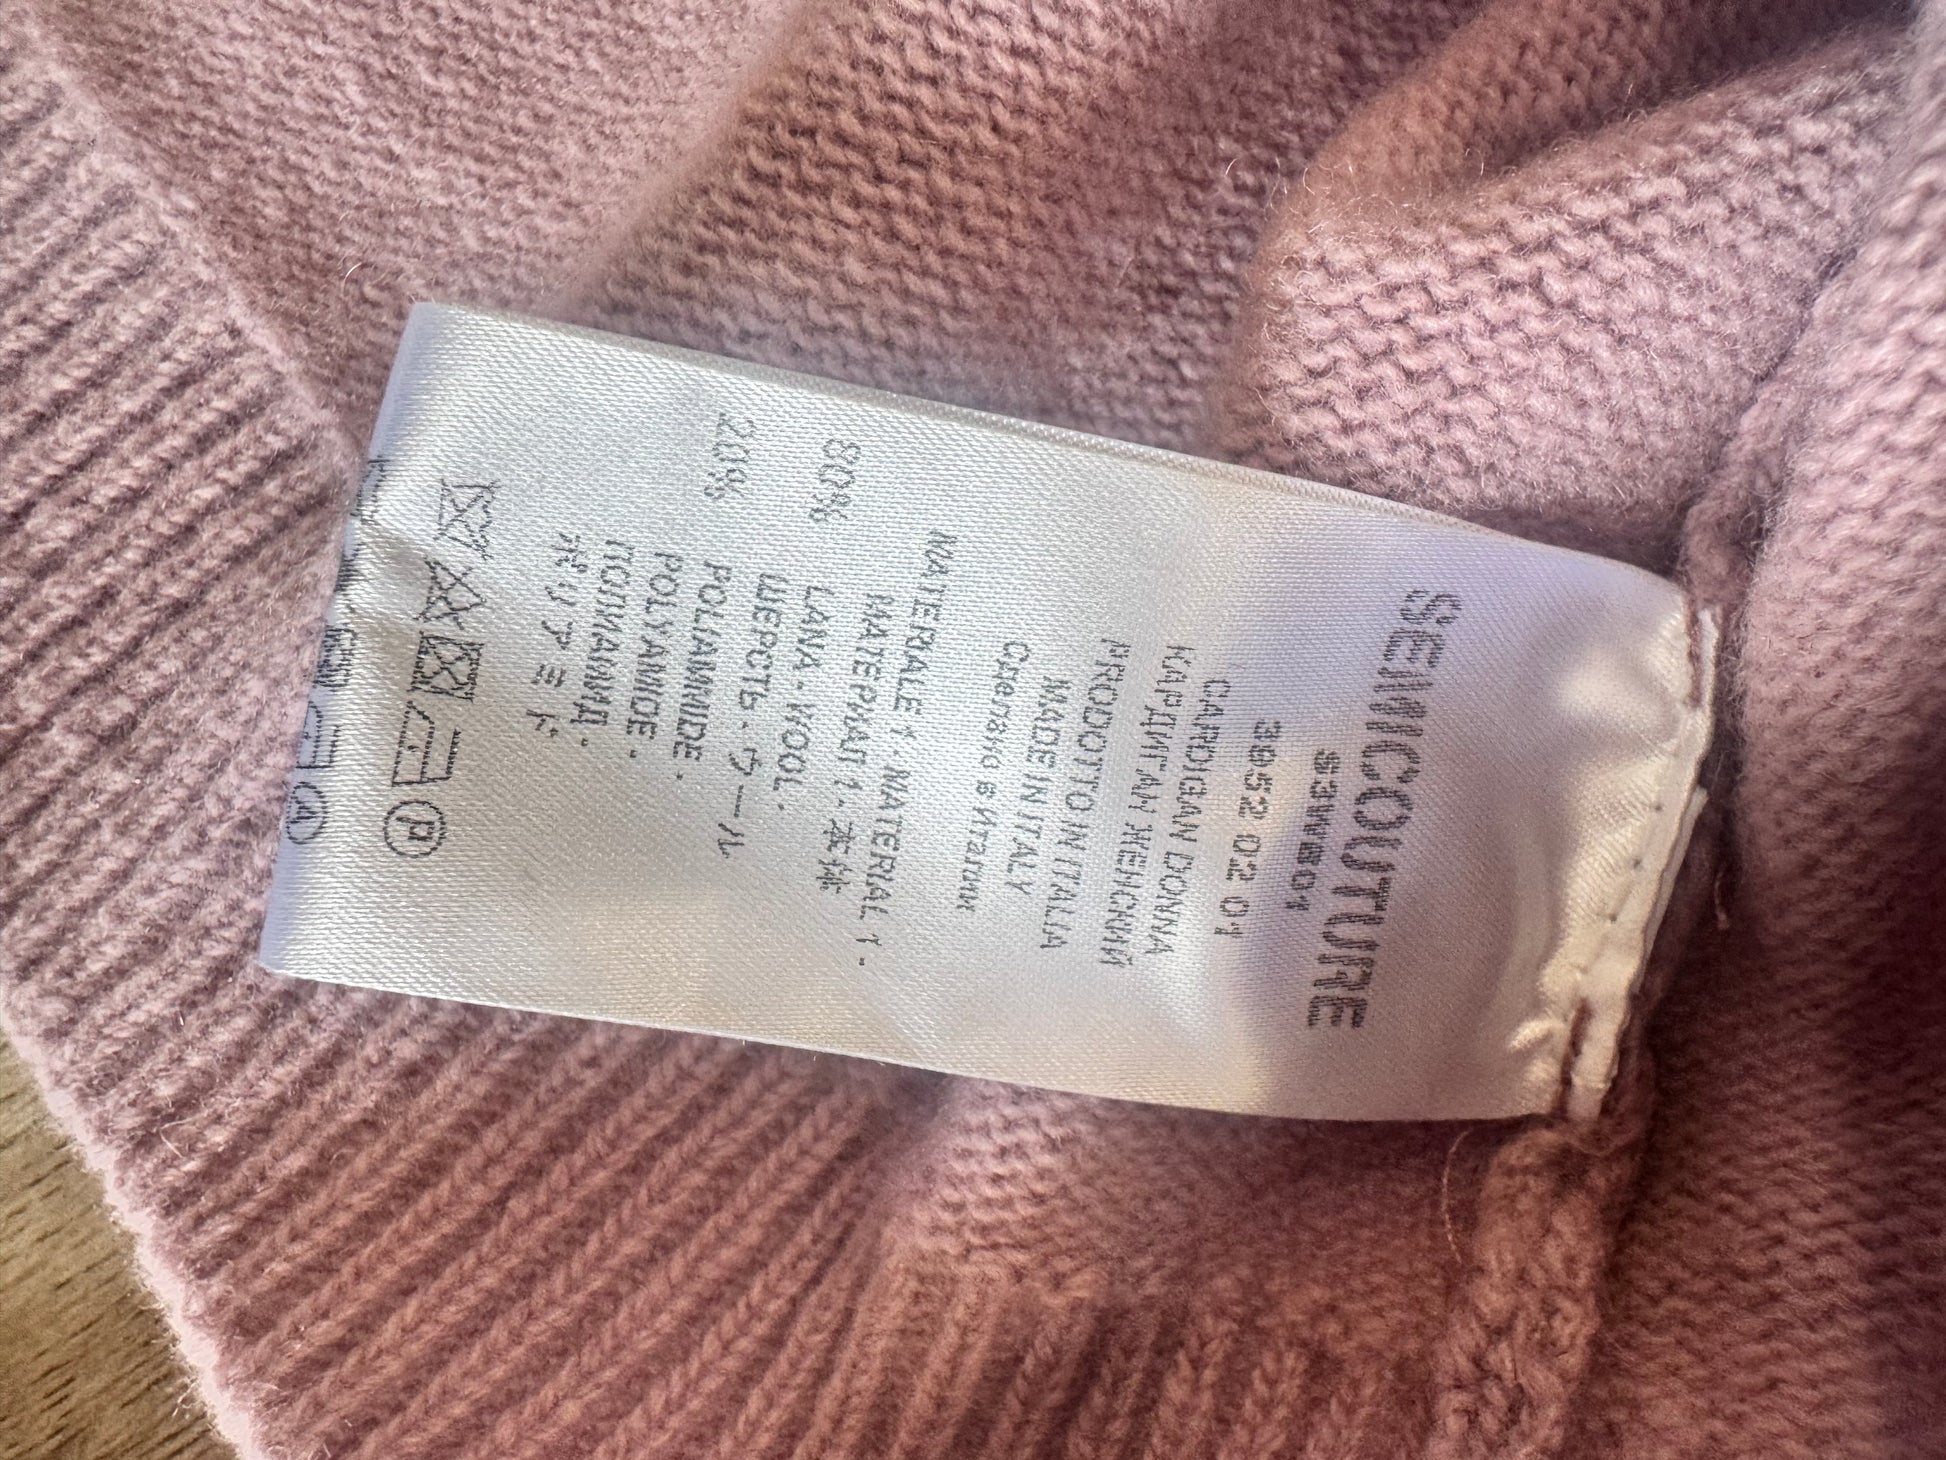 SEMICOUTURE
S3WB01
3952 02 01
CARDIGAN DONNA
КАРДИГАН ЖЕНСКИЙ
PRODOTTO IN ITALIA
MADE IN ITALY
Сделано в Италии
MATERIALE 1 - MATERIAL 1 -
МАТЕРИАЛ 1 - 本体
80% LANA - WOOL -
ШЕРСТЬ - ウール
20% POLIAMMIDE -
POLYAMIDE -
ПОЛИАМИД -
ポリアミド
P